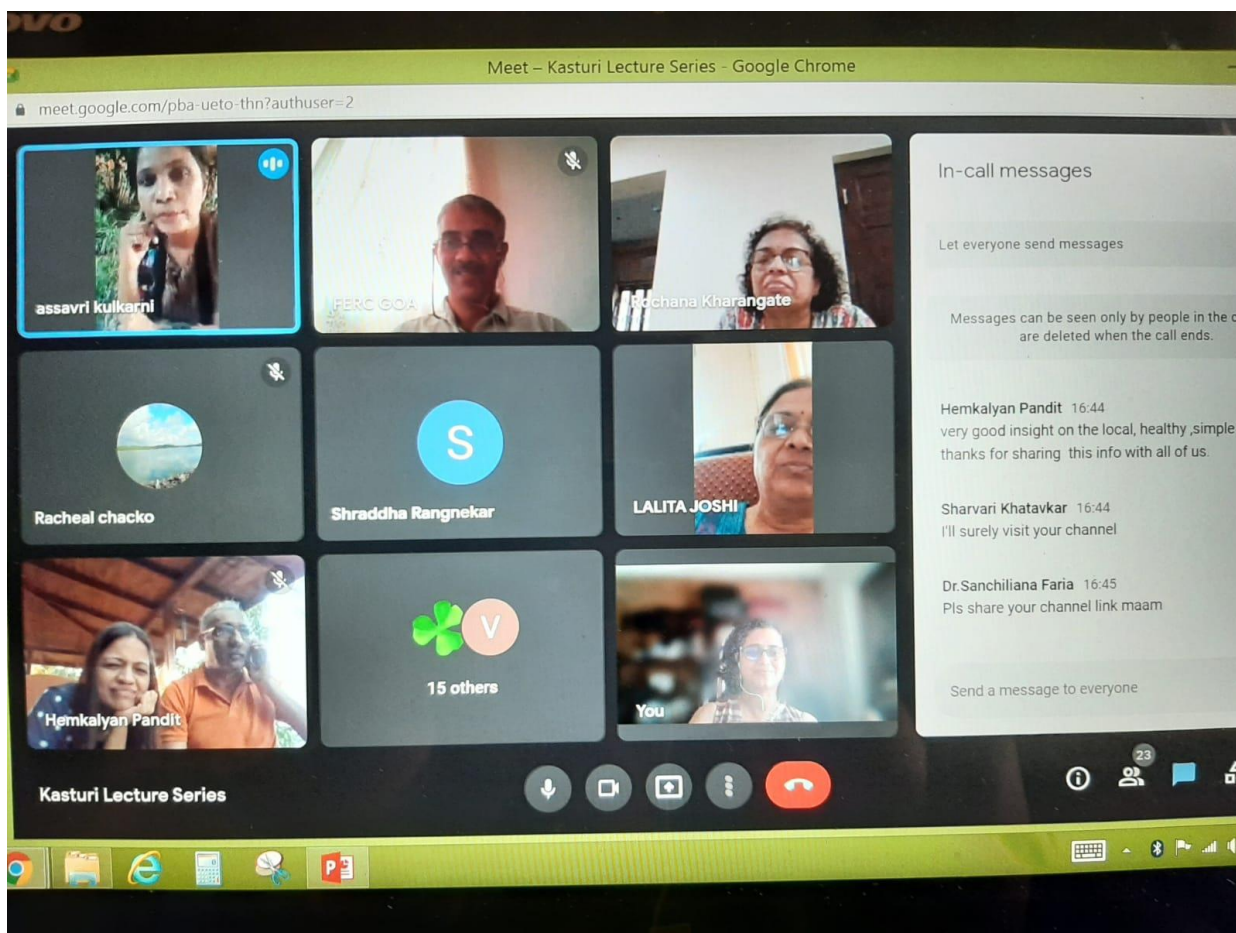 ovo
Meet – Kasturi Lecture Series - Google Chrome
meet.google.com/pba-ueto-thn?authuser=2
assavri kulkarni
FERC GOA
Rochana Kharangate
Racheal chacko
S
Shraddha Rangnekar
LALITA JOSHI
Hemkalyan Pandit
V
15 others
You
In-call messages
Let everyone send messages
Messages can be seen only by people in the
are deleted when the call ends.
Hemkalyan Pandit 16:44
very good insight on the local, healthy ,simple
thanks for sharing this info with all of us.
Sharvari Khatavkar 16:44
I'll surely visit your channel
Dr.Sanchiliana Faria 16:45
Pls share your channel link maam
Send a message to everyone
Kasturi Lecture Series
23
P